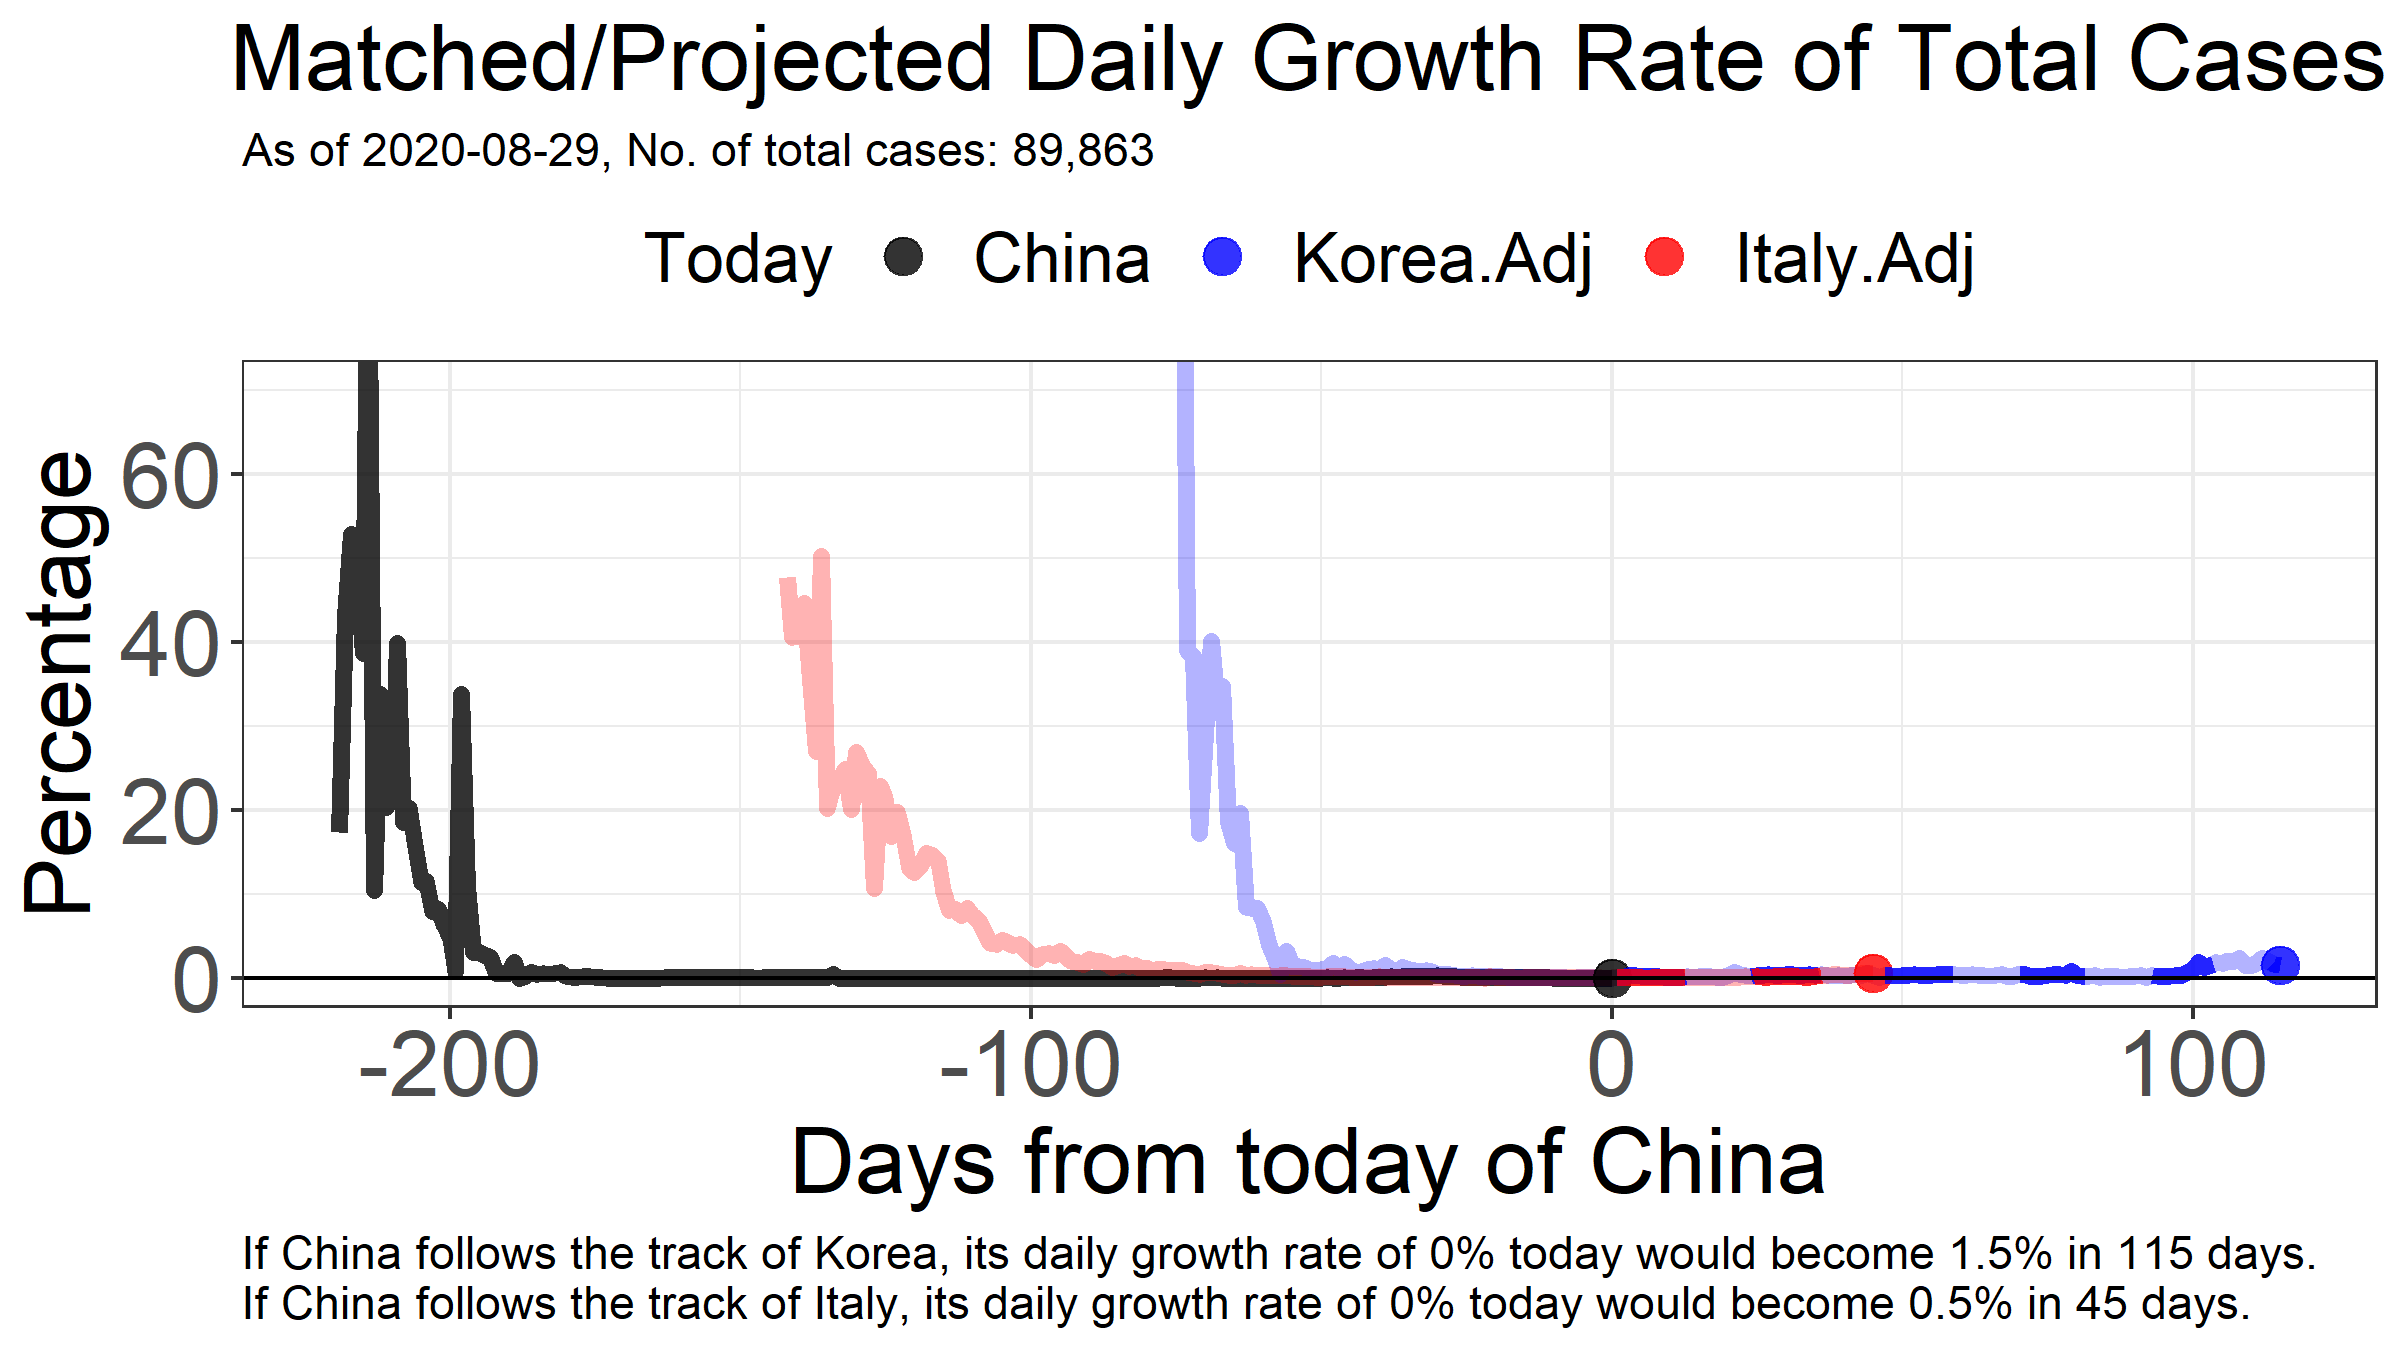 Matched/Projected Daily Growth Rate of Total Cases
As of 2020-08-29, No. of total cases: 89,863
Today China Korea.Adj Italy.Adj
Percentage
60
40
20
0
-200 -100 0 100
Days from today of China
If China follows the track of Korea, its daily growth rate of 0% today would become 1.5% in 115 days.
If China follows the track of Italy, its daily growth rate of 0% today would become 0.5% in 45 days.